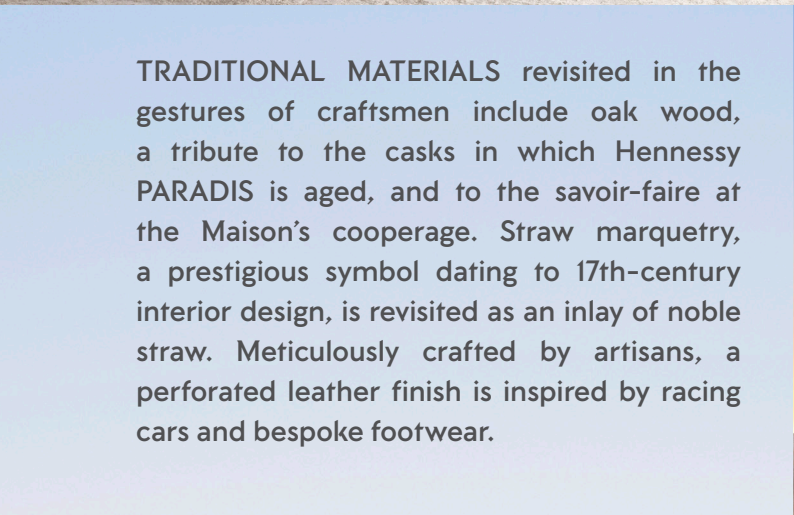 TRADITIONAL MATERIALS revisited in the
gestures of craftsmen include oak wood,
a tribute to the casks in which Hennessy
PARADIS is aged, and to the savoir-faire at
the Maison’s cooperage. Straw marquetry,
a prestigious symbol dating to 17th-century
interior design, is revisited as an inlay of noble
straw. Meticulously crafted by artisans, a
perforated leather finish is inspired by racing
cars and bespoke footwear.